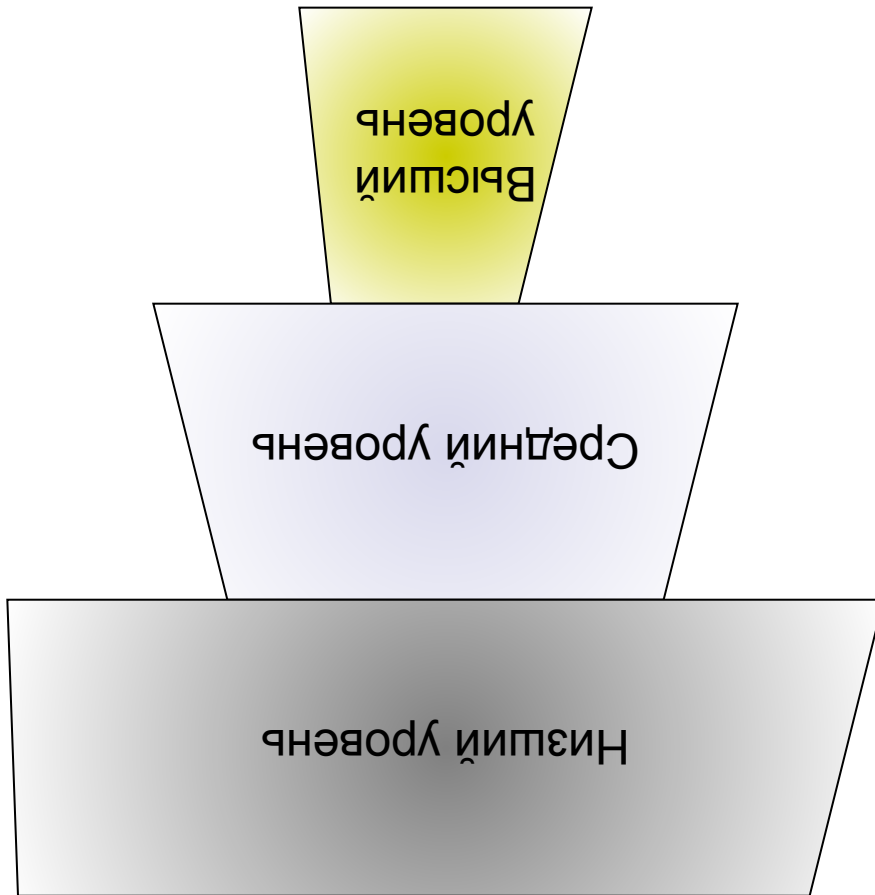 Высший
уровень
Средний уровень
Низший уровень